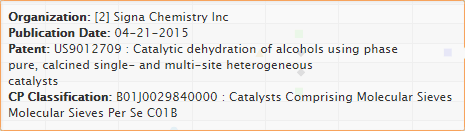 Organization: [2] Signa Chemistry Inc
Publication Date: 04-21-2015
Patent: US9012709 : Catalytic dehydration of alcohols using phase
pure, calcined single- and multi-site heterogeneous
catalysts
CP Classification: B01J0029840000 : Catalysts Comprising Molecular Sieves
Molecular Sieves Per Se C01B